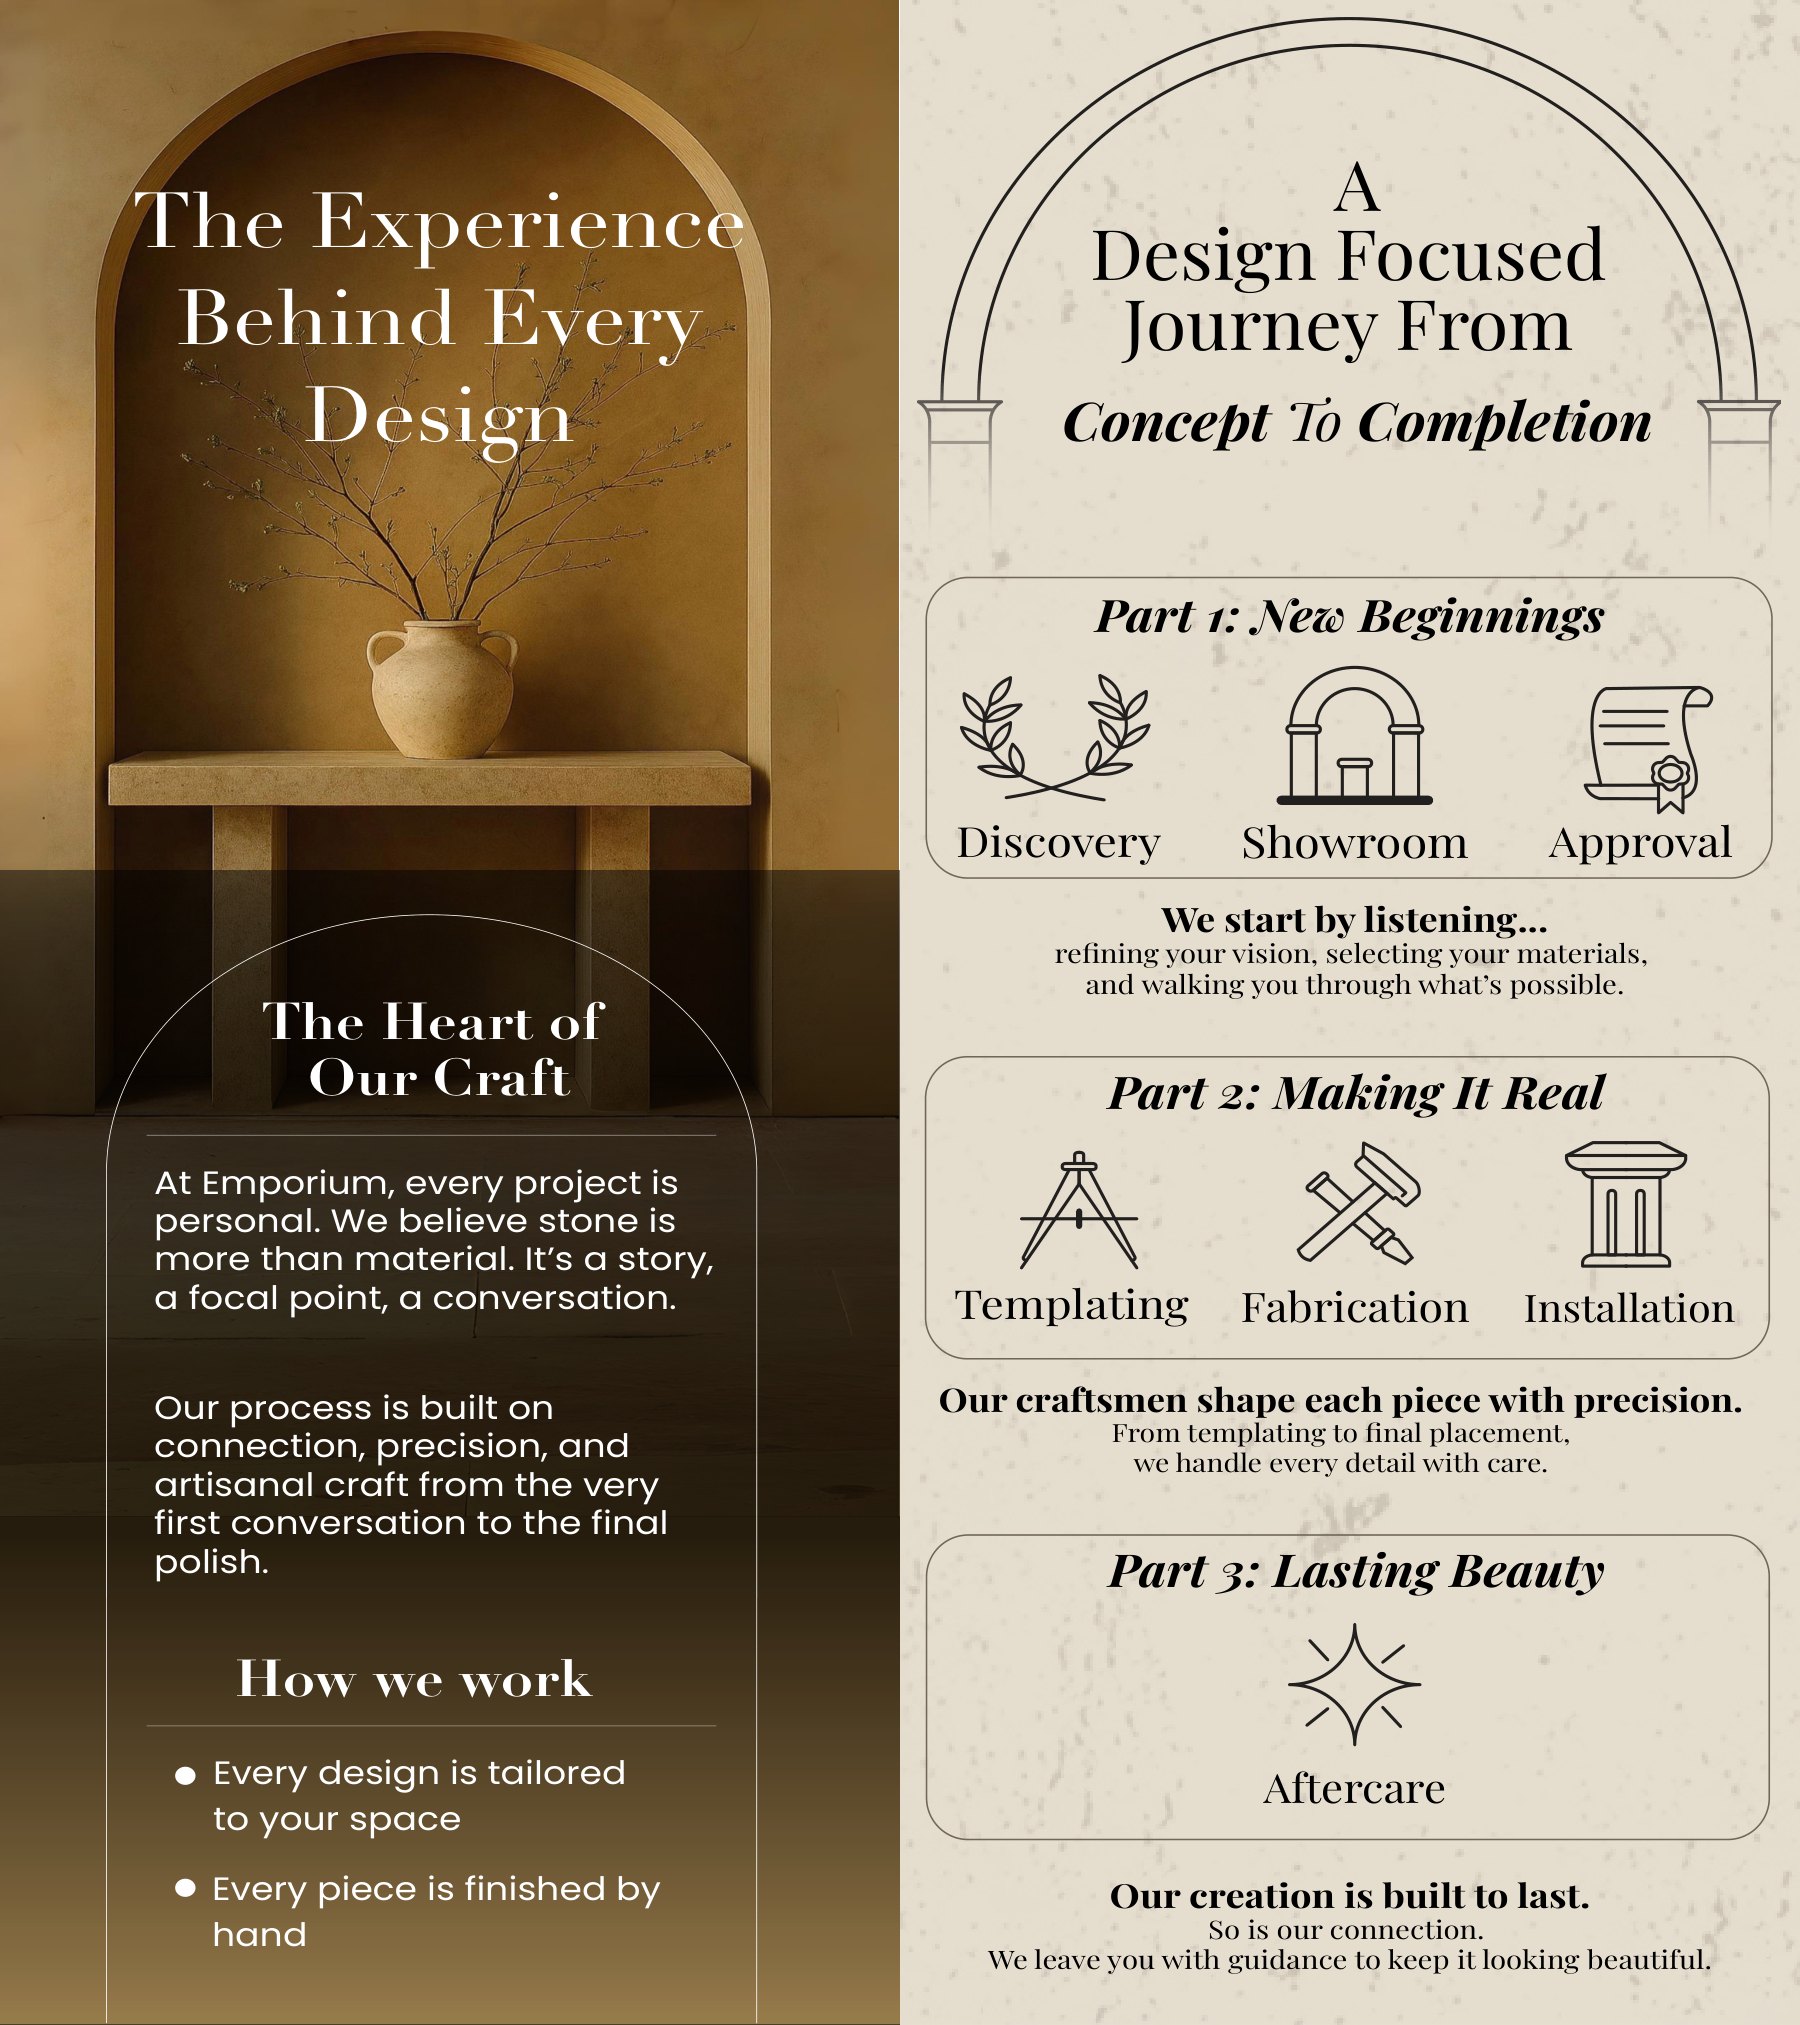 The Experience
Behind Every
Design
The Heart of
Our Craft
At Emporium, every project is
personal. We believe stone is
more than material. It’s a story,
a focal point, a conversation.
Our process is built on
connection, precision, and
artisanal craft from the very
first conversation to the final
polish.
How we work
Every design is tailored
to your space
Every piece is finished by
hand
A
Design Focused
Journey From
Concept To Completion
Part 1: New Beginnings
Discovery
Showroom
Approval
We start by listening...
refining your vision, selecting your materials,
and walking you through what’s possible.
Part 2: Making It Real
Templating
Fabrication
Installation
Our craftsmen shape each piece with precision.
From templating to final placement,
we handle every detail with care.
Part 3: Lasting Beauty
Aftercare
Our creation is built to last.
So is our connection.
We leave you with guidance to keep it looking beautiful.